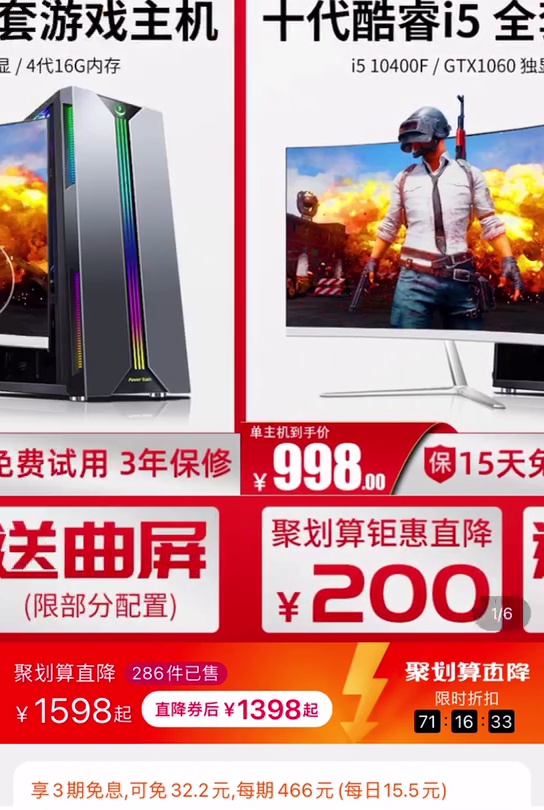 套游戏主机
十代酷睿i5 全
显 / 4代16G内存
i5 10400F / GTX1060 独显
Power Train
免费试用 3年保修
单主机到手价
¥998.00
保 15天免
送曲屏
(限部分配置)
聚划算钜惠直降
¥200
1/6
聚划算直降 286件已售
¥1598起 直降券后¥1398起
聚划算直降
限时折扣
71:16:33
享3期免息,可免32.2元,每期466元(每日15.5元)